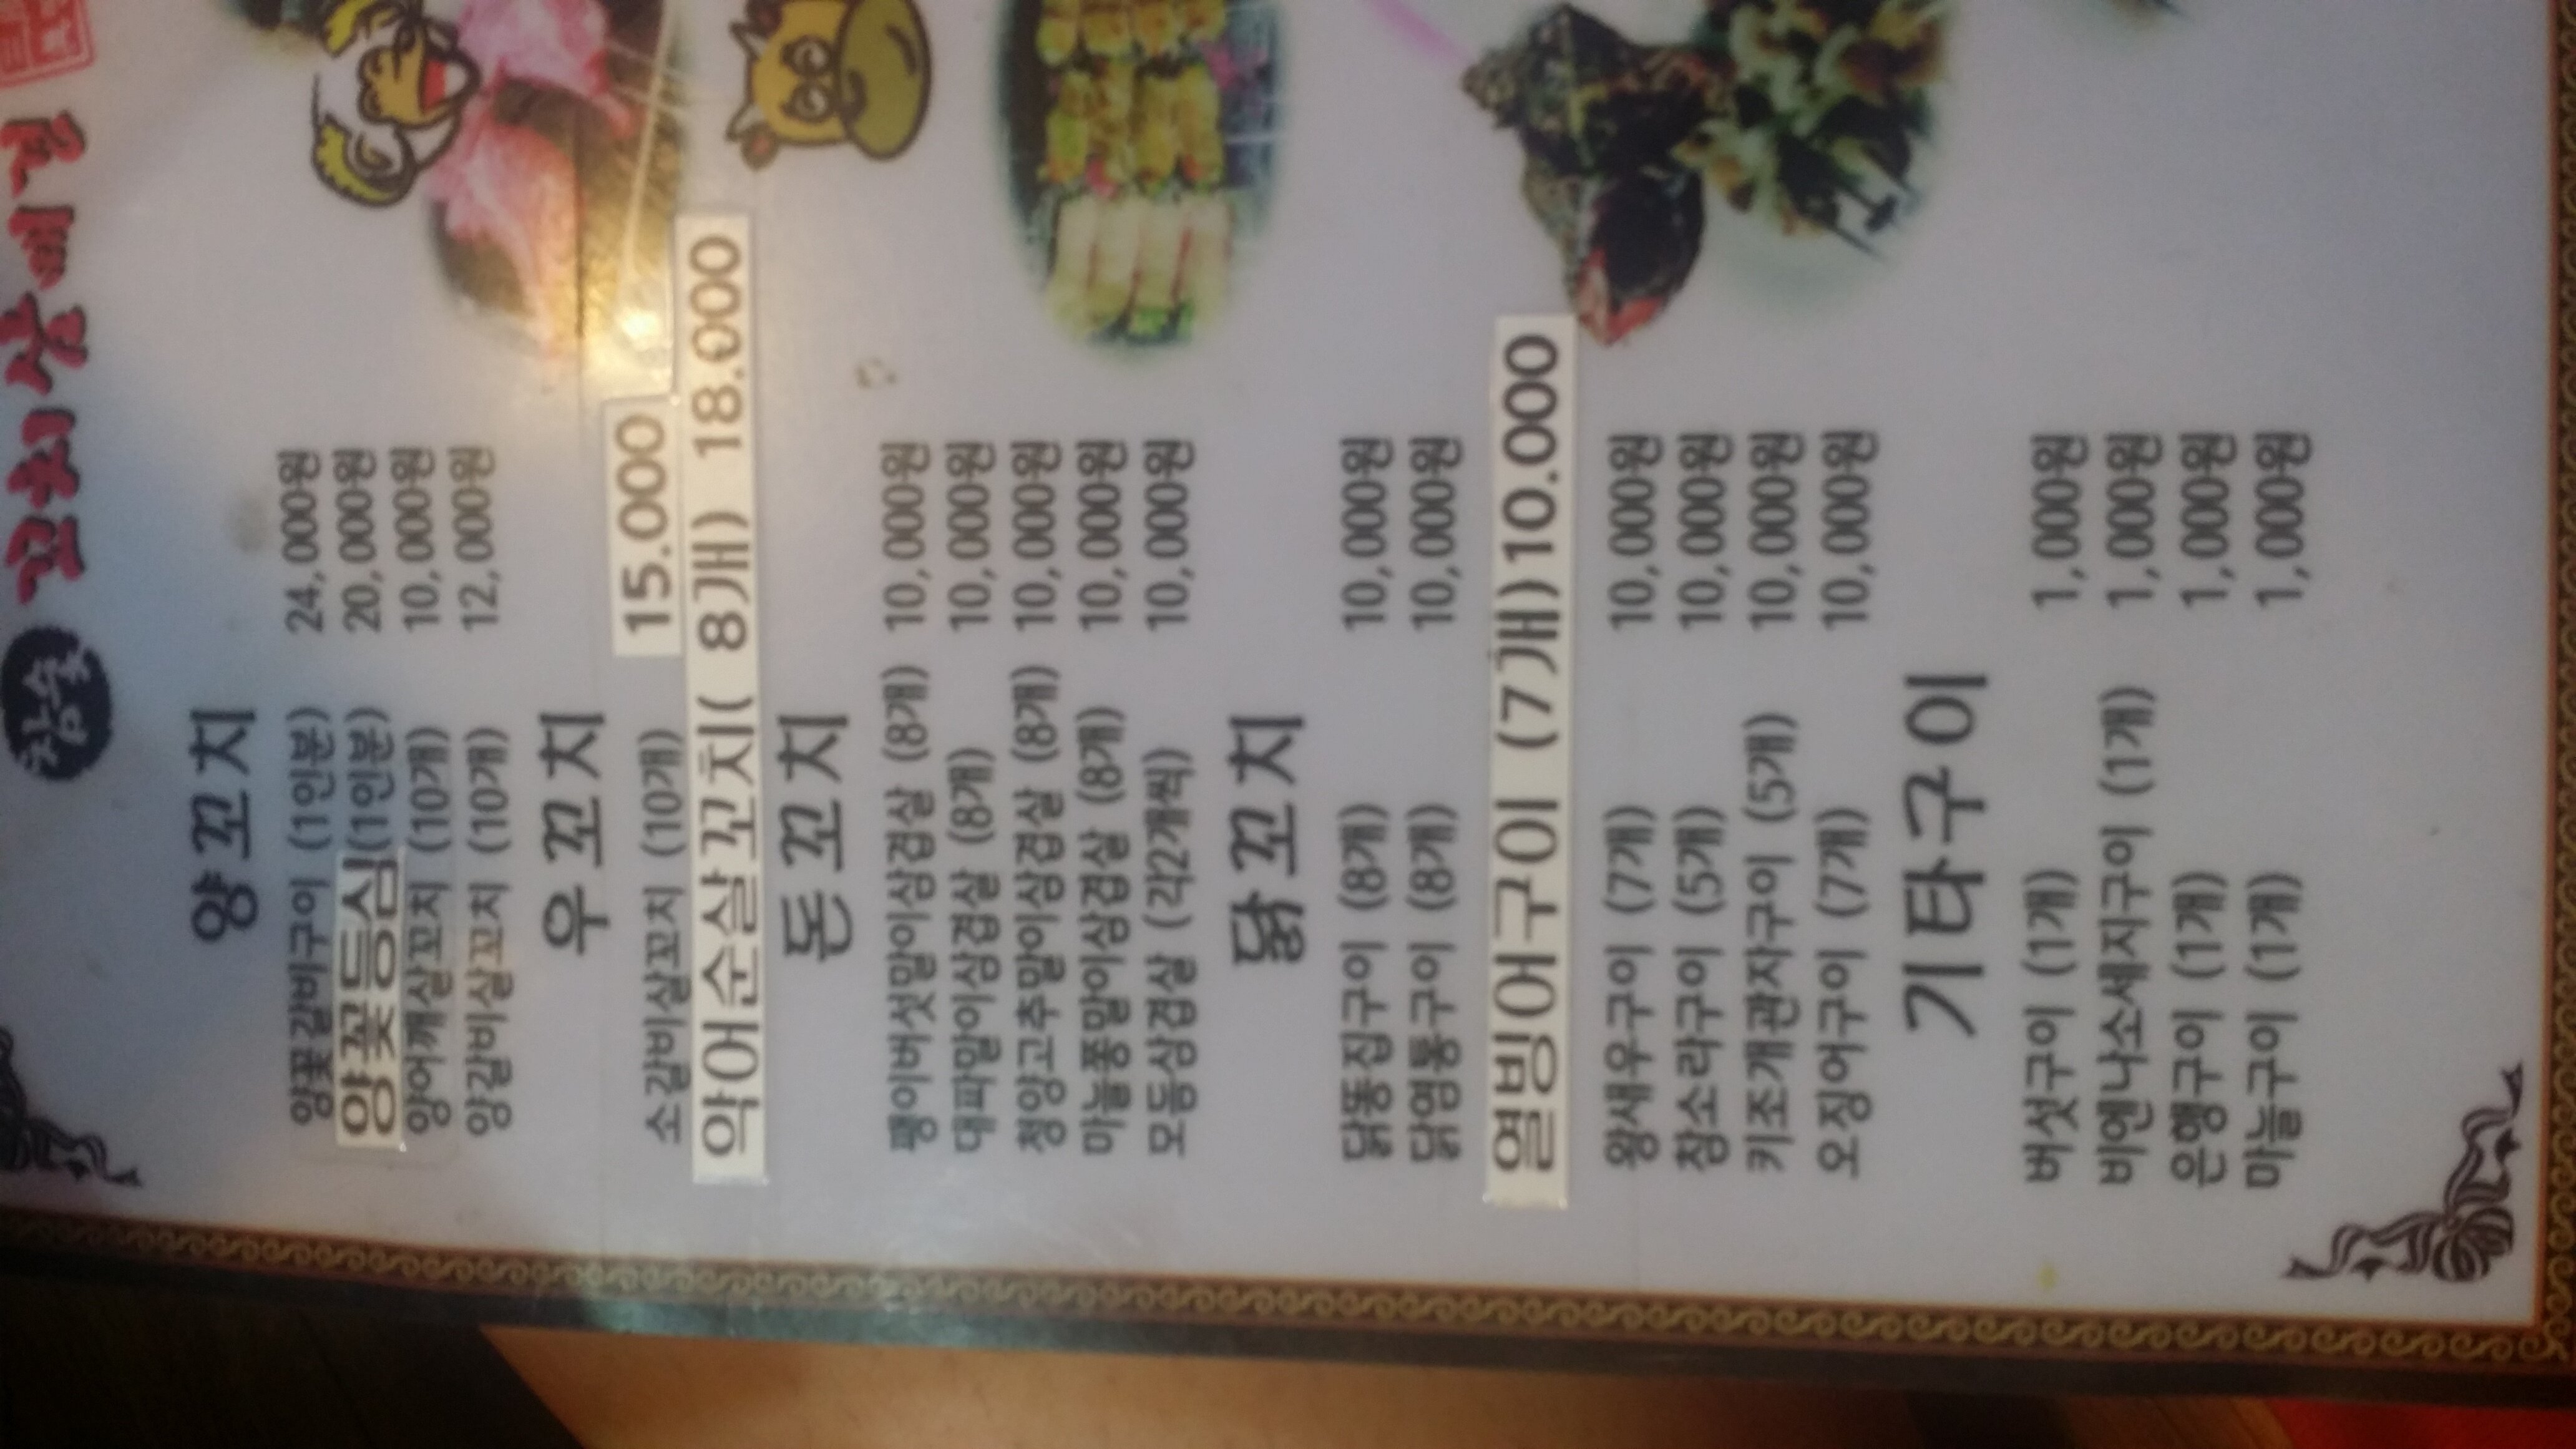 참숯 꼬치실에 꿴
양꼬치
양꽃갈비구이 (1인분) 24,000원
양꽃등심(1인분) 20,000원
양어깨살꼬치 (10개) 10,000원
양갈비살꼬치 (10개) 12,000원
우꼬치
소갈비살꼬치 (10개) 15.000
악어순살꼬치( 8개) 18.000
돈꼬치
팽이버섯말이삼겹살 (8개) 10,000원
대파말이삼겹살 (8개) 10,000원
청양고추말이삼겹살 (8개) 10,000원
마늘쫑말이삼겹살 (8개) 10,000원
모듬삼겹살 (각2개씩) 10,000원
닭꼬치
닭똥집구이 (8개) 10,000원
닭염통구이 (8개) 10,000원
열빙어구이 (7개)10.000
왕새우구이 (7개) 10,000원
참소라구이 (5개) 10,000원
키조개관자구이 (5개) 10,000원
오징어구이 (7개) 10,000원
기타구이
버섯구이 (1개) 1,000원
비엔나소세지구이 (1개) 1,000원
은행구이 (1개) 1,000원
마늘구이 (1개) 1,000원